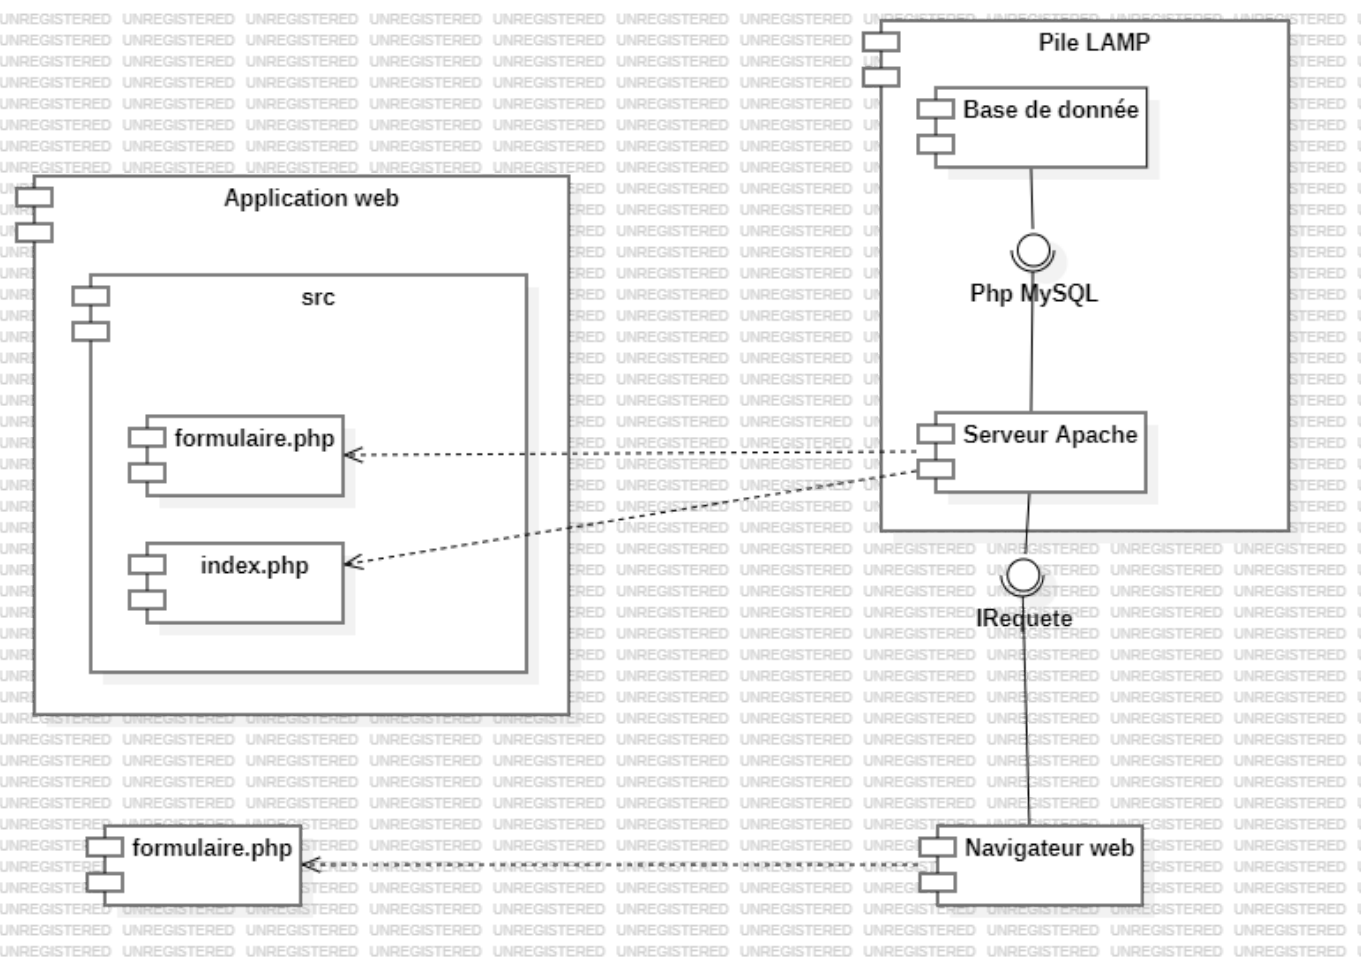 UNREGISTERED
Pile LAMP
Base de donnée
Application web
src
Php MySQL
formulaire.php
Serveur Apache
index.php
IRequete
formulaire.php
Navigateur web